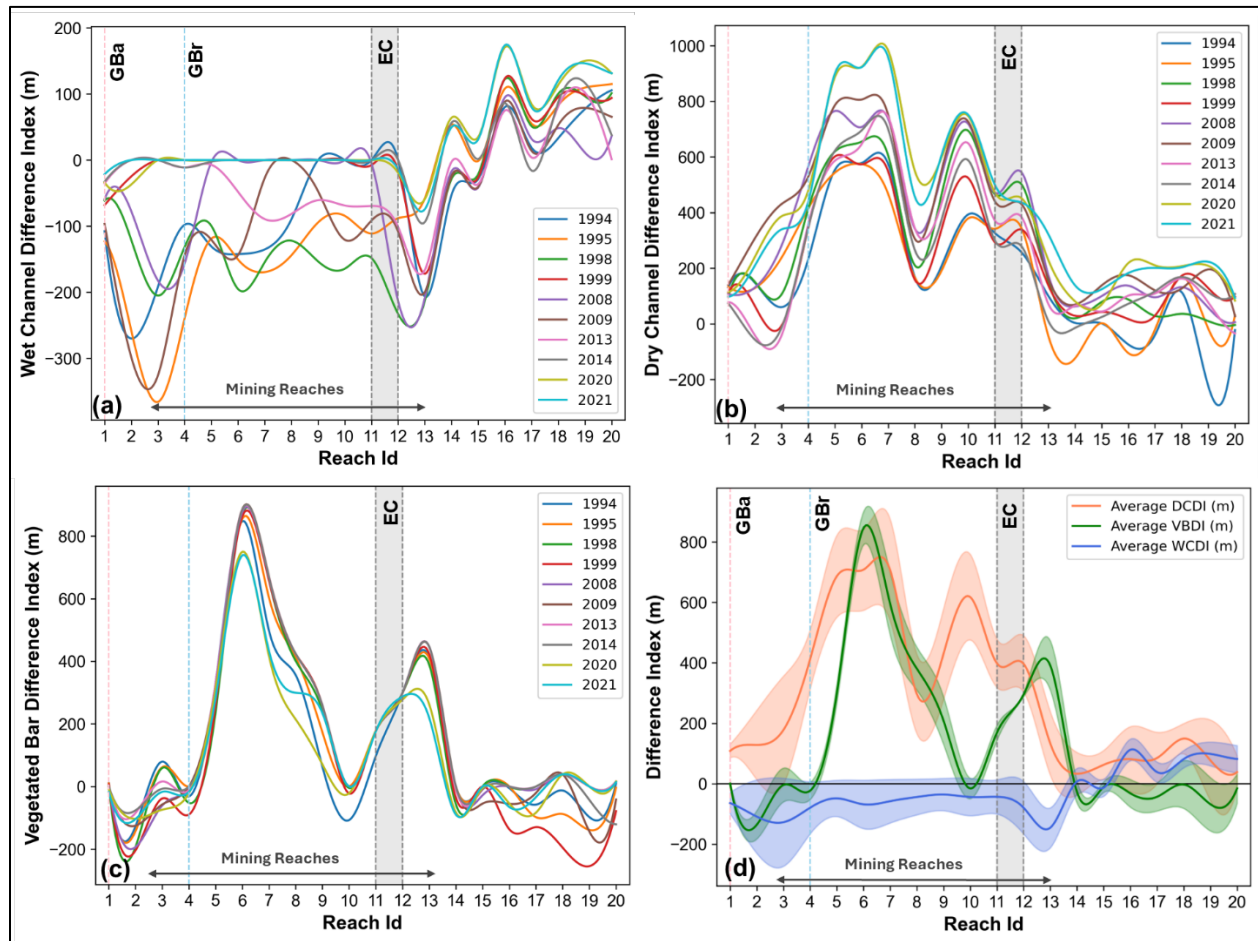 200
100
0
−100
−200
−300
Wet Channel Difference Index (m)
GBa
GBr
EC
1994
1995
1998
1999
2008
2009
2013
2014
2020
2021
(a)
Mining Reaches
1 2 3 4 5 6 7 8 9 10 11 12 13 14 15 16 17 18 19 20
Reach Id
1000
800
600
400
200
0
−200
Dry Channel Difference Index (m)
GBa
GBr
EC
1994
1995
1998
1999
2008
2009
2013
2014
2020
2021
(b)
Mining Reaches
1 2 3 4 5 6 7 8 9 10 11 12 13 14 15 16 17 18 19 20
Reach Id
800
600
400
200
0
−200
Vegetated Bar Difference Index (m)
EC
1994
1995
1998
1999
2008
2009
2013
2014
2020
2021
(c)
Mining Reaches
1 2 3 4 5 6 7 8 9 10 11 12 13 14 15 16 17 18 19 20
Reach Id
800
600
400
200
0
−200
Difference Index (m)
GBa
GBr
EC
Average DCDI (m)
Average VBDI (m)
Average WCDI (m)
(d)
Mining Reaches
1 2 3 4 5 6 7 8 9 10 11 12 13 14 15 16 17 18 19 20
Reach Id